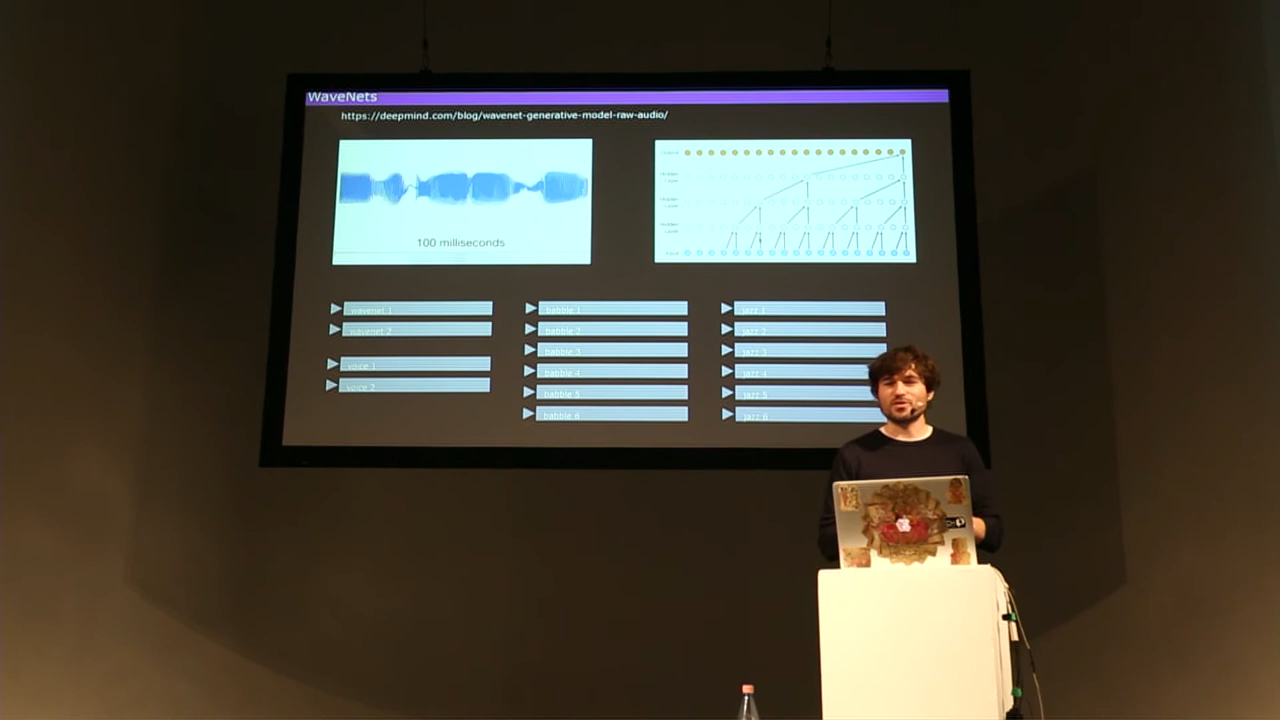 WaveNets
https://deepmind.com/blog/wavenet-generative-model-raw-audio/
100 milliseconds
wavenet 1
wavenet 2
voice 1
voice 2
babble 1
babble 2
babble 3
babble 4
babble 5
babble 6
jazz 1
jazz 2
jazz 3
jazz 4
jazz 5
jazz 6